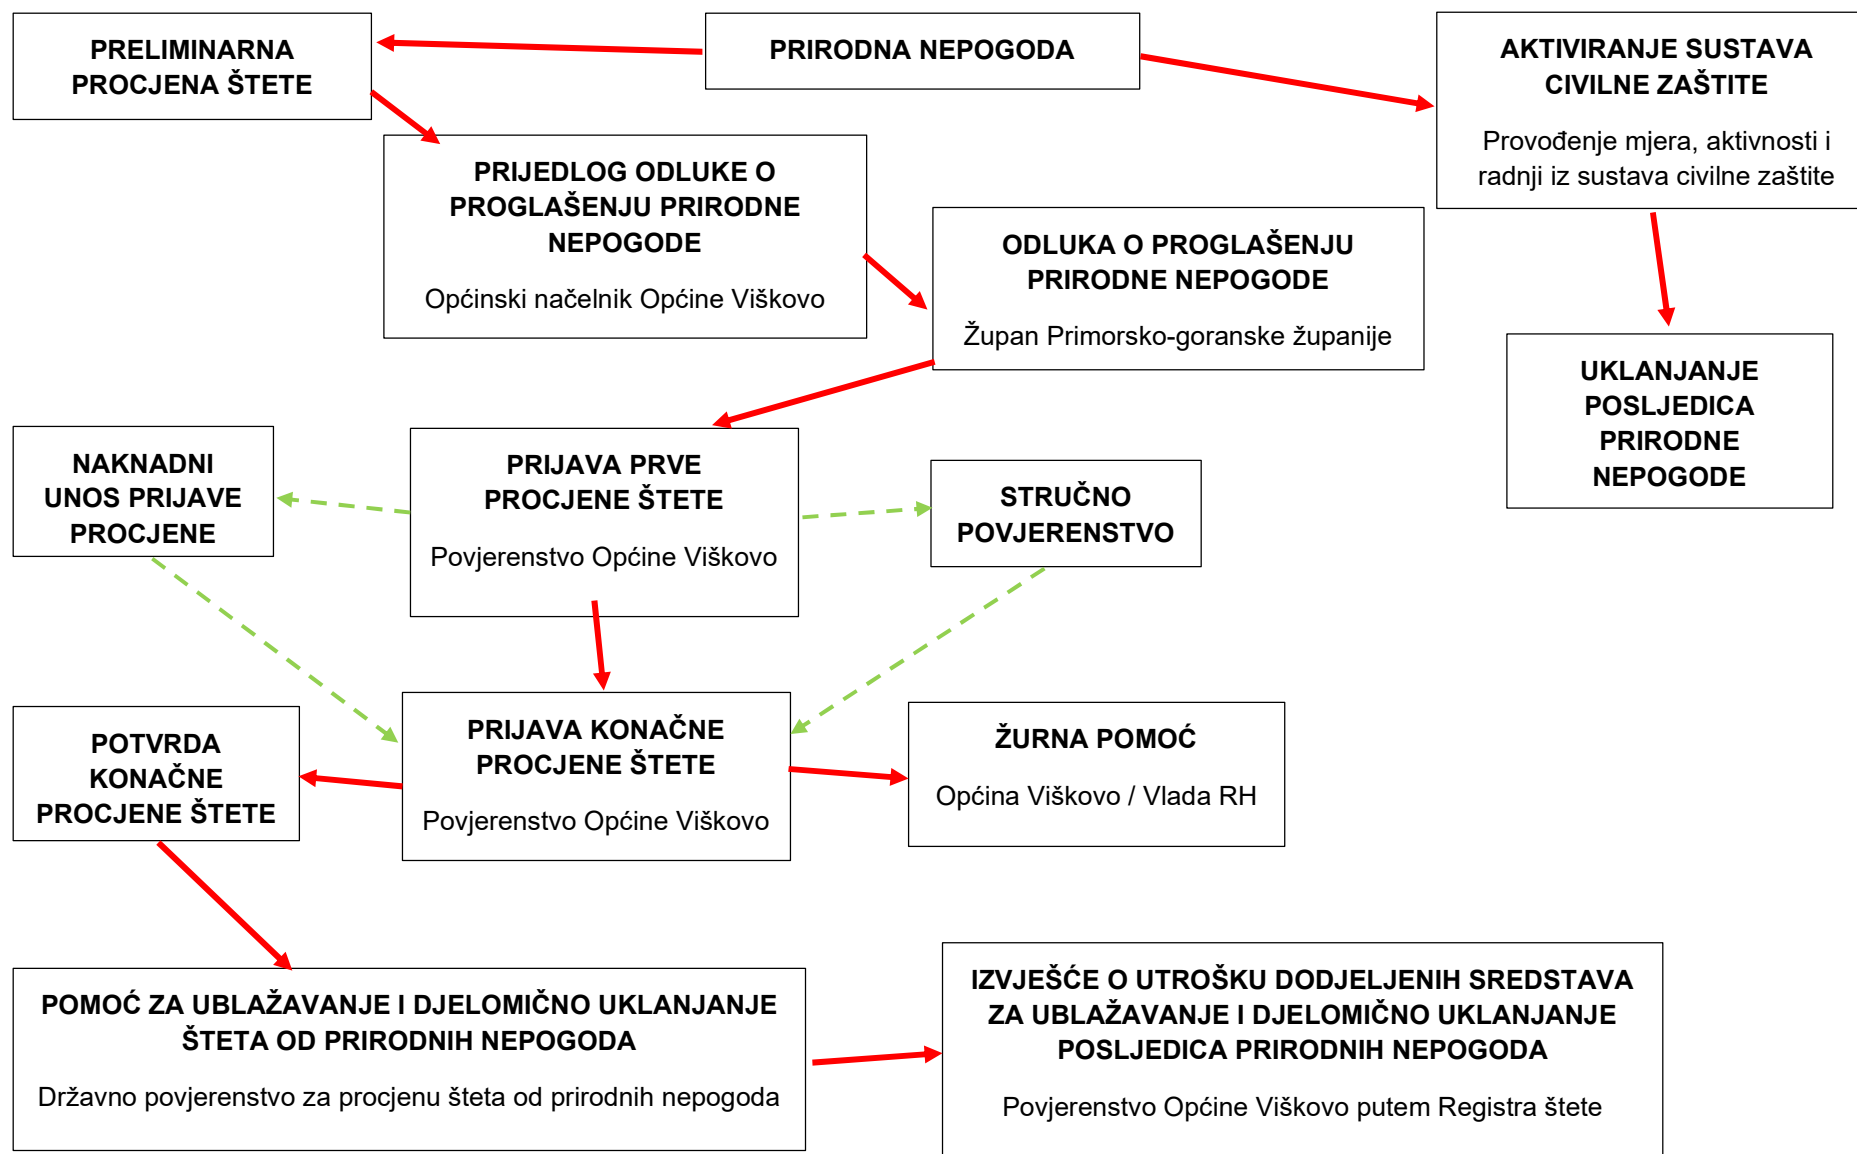 PRELIMINARNA
PROCJENA ŠTETE
PRIRODNA NEPOGODA
AKTIVIRANJE SUSTAVA
CIVILNE ZAŠTITE
Provođenje mjera, aktivnosti i
radnji iz sustava civilne zaštite
PRIJEDLOG ODLUKE O
PROGLAŠENJU PRIRODNE
NEPOGODE
Općinski načelnik Općine Viškovo
ODLUKA O PROGLAŠENJU
PRIRODNE NEPOGODE
Župan Primorsko-goranske županije
UKLANJANJE
POSLJEDICA
PRIRODNE
NEPOGODE
NAKNADNI
UNOS PRIJAVE
PROCJENE
PRIJAVA PRVE
PROCJENE ŠTETE
Povjerenstvo Općine Viškovo
STRUČNO
POVJERENSTVO
POTVRDA
KONAČNE
PROCJENE ŠTETE
PRIJAVA KONAČNE
PROCJENE ŠTETE
Povjerenstvo Općine Viškovo
ŽURNA POMOĆ
Općina Viškovo / Vlada RH
POMOĆ ZA UBLAŽAVANJE I DJELOMIČNO UKLANJANJE
ŠTETA OD PRIRODNIH NEPOGODA
Državno povjerenstvo za procjenu šteta od prirodnih nepogoda
IZVJEŠĆE O UTROŠKU DODJELJENIH SREDSTAVA
ZA UBLAŽAVANJE I DJELOMIČNO UKLANJANJE
POSLJEDICA PRIRODNIH NEPOGODA
Povjerenstvo Općine Viškovo putem Registra štete